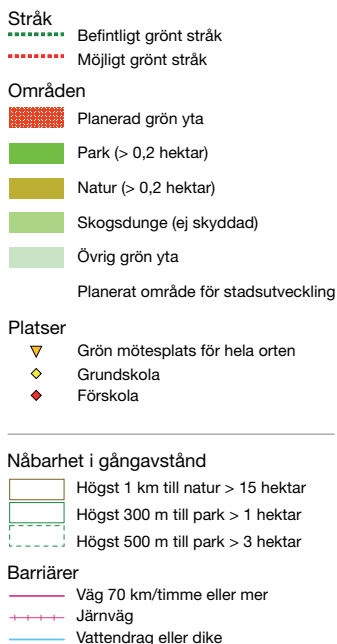 Stråk
Befintligt grönt stråk
Möjligt grönt stråk
Områden
Planerad grön yta
Park (> 0,2 hektar)
Natur (> 0,2 hektar)
Skogsdunge (ej skyddad)
Övrig grön yta
Planerat område för stadsutveckling
Platser
Grön mötesplats för hela orten
Grundskola
Förskola
Nåbarhet i gångavstånd
Högst 1 km till natur > 15 hektar
Högst 300 m till park > 1 hektar
Högst 500 m till park > 3 hektar
Barriärer
Väg 70 km/timme eller mer
Järnväg
Vattendrag eller dike